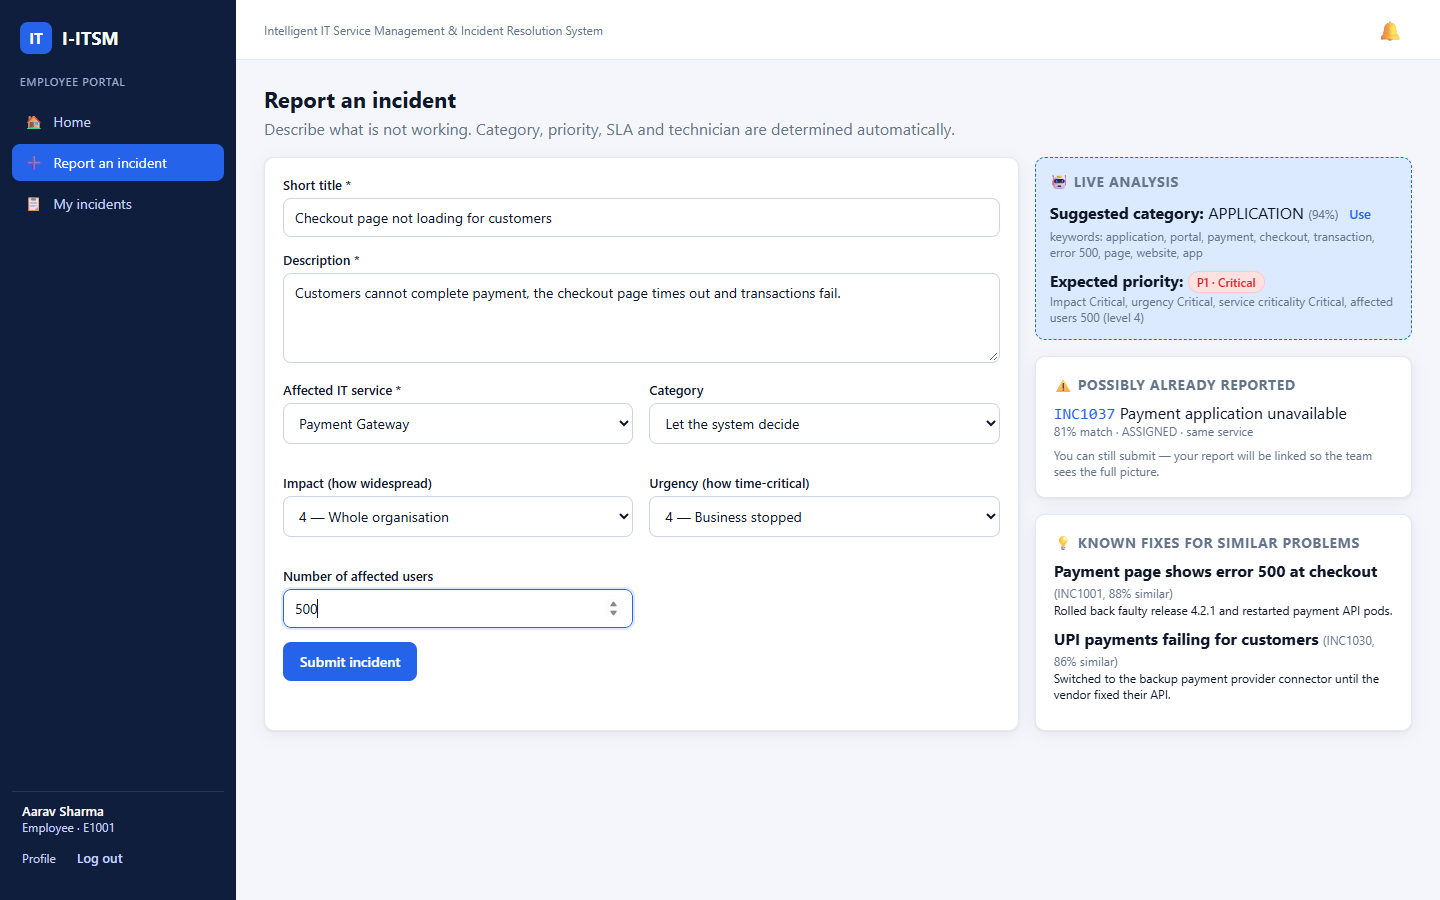 IT I-ITSM
EMPLOYEE PORTAL
Home
Report an incident
My incidents
Aarav Sharma
Employee · E1001
Profile Log out
Intelligent IT Service Management & Incident Resolution System
Report an incident
Describe what is not working. Category, priority, SLA and technician are determined automatically.
Short title *
Checkout page not loading for customers
Description *
Customers cannot complete payment, the checkout page times out and transactions fail.
Affected IT service *
Payment Gateway
Category
Let the system decide
Impact (how widespread)
4 — Whole organisation
Urgency (how time-critical)
4 — Business stopped
Number of affected users
500
Submit incident
LIVE ANALYSIS
Suggested category: APPLICATION (94%) Use
keywords: application, portal, payment, checkout, transaction,
error 500, page, website, app
Expected priority: P1 · Critical
Impact Critical, urgency Critical, service criticality Critical, affected
users 500 (level 4)
POSSIBLY ALREADY REPORTED
INC1037 Payment application unavailable
81% match · ASSIGNED · same service
You can still submit — your report will be linked so the team
sees the full picture.
KNOWN FIXES FOR SIMILAR PROBLEMS
Payment page shows error 500 at checkout
(INC1001, 88% similar)
Rolled back faulty release 4.2.1 and restarted payment API pods.
UPI payments failing for customers (INC1030,
86% similar)
Switched to the backup payment provider connector until the
vendor fixed their API.